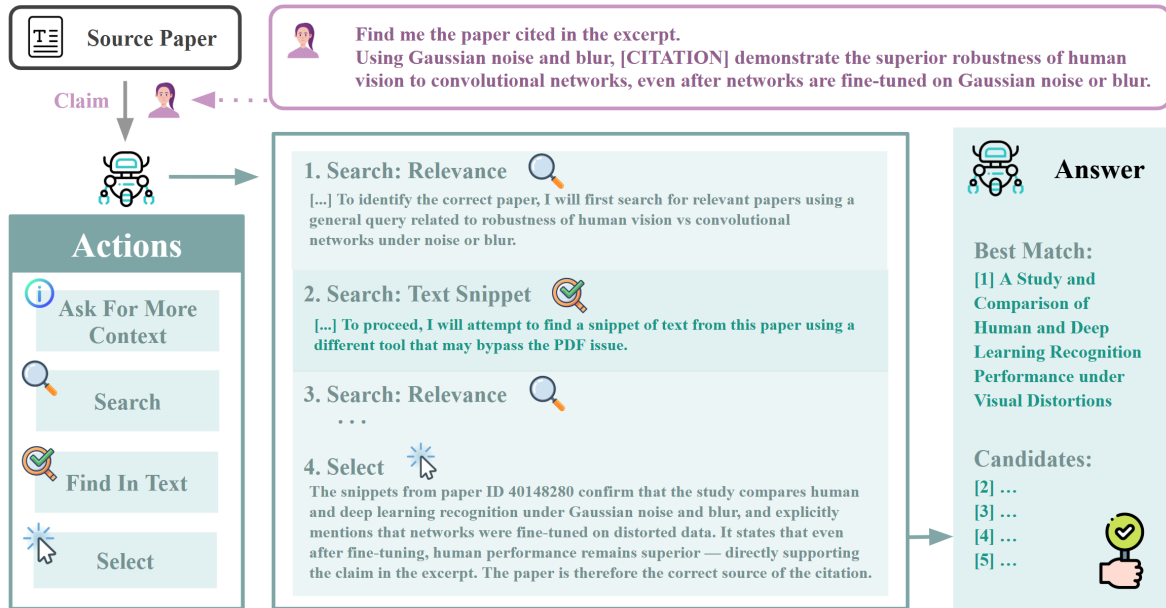 Source Paper
Find me the paper cited in the excerpt.
Using Gaussian noise and blur, [CITATION] demonstrate the superior robustness of human
vision to convolutional networks, even after networks are fine-tuned on Gaussian noise or blur.
Claim
Actions
Ask For More
Context
Search
Find In Text
Select
1. Search: Relevance
[...] To identify the correct paper, I will first search for relevant papers using a
general query related to robustness of human vision vs convolutional
networks under noise or blur.
2. Search: Text Snippet
[...] To proceed, I will attempt to find a snippet of text from this paper using a
different tool that may bypass the PDF issue.
3. Search: Relevance
...
4. Select
The snippets from paper ID 40148280 confirm that the study compares human
and deep learning recognition under Gaussian noise and blur, and explicitly
mentions that networks were fine-tuned on distorted data. It states that even
after fine-tuning, human performance remains superior — directly supporting
the claim in the excerpt. The paper is therefore the correct source of the citation.
Answer
Best Match:
[1] A Study and
Comparison of
Human and Deep
Learning Recognition
Performance under
Visual Distortions
Candidates:
[2] ...
[3] ...
[4] ...
[5] ...